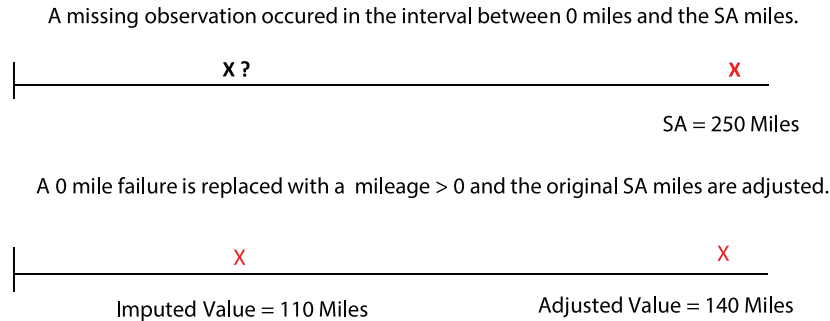 A missing observation occured in the interval between 0 miles and the SA miles.
X ?
X
SA = 250 Miles
A 0 mile failure is replaced with a mileage > 0 and the original SA miles are adjusted.
X
X
Imputed Value = 110 Miles
Adjusted Value = 140 Miles